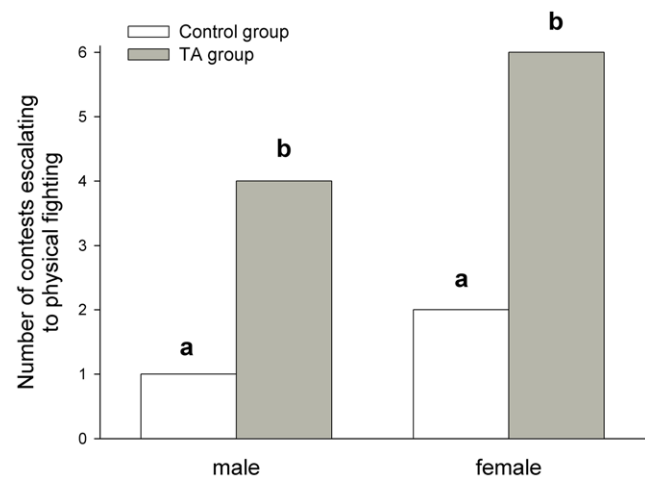 Control group
TA group
Number of contests escalating
to physical fighting
6
5
4
3
2
1
0
a
b
a
b
male
female